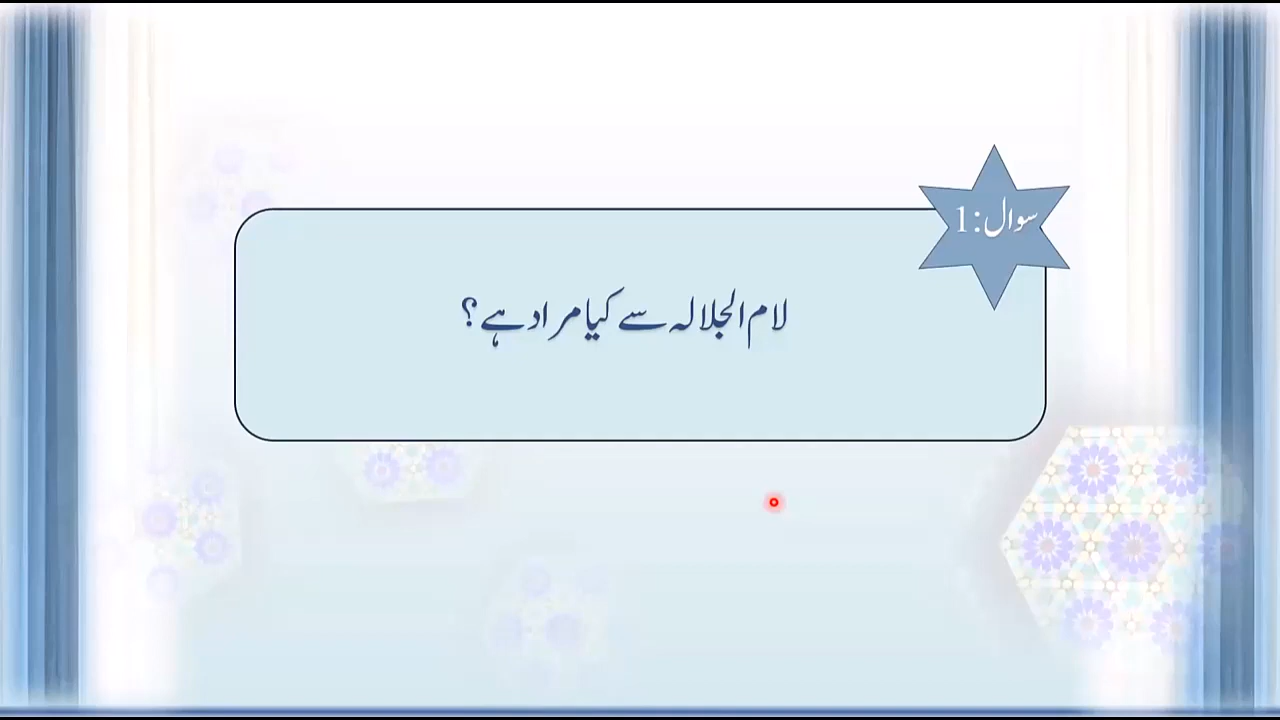 سوال:1
لام الجلالہ سے کیا مراد ہے؟